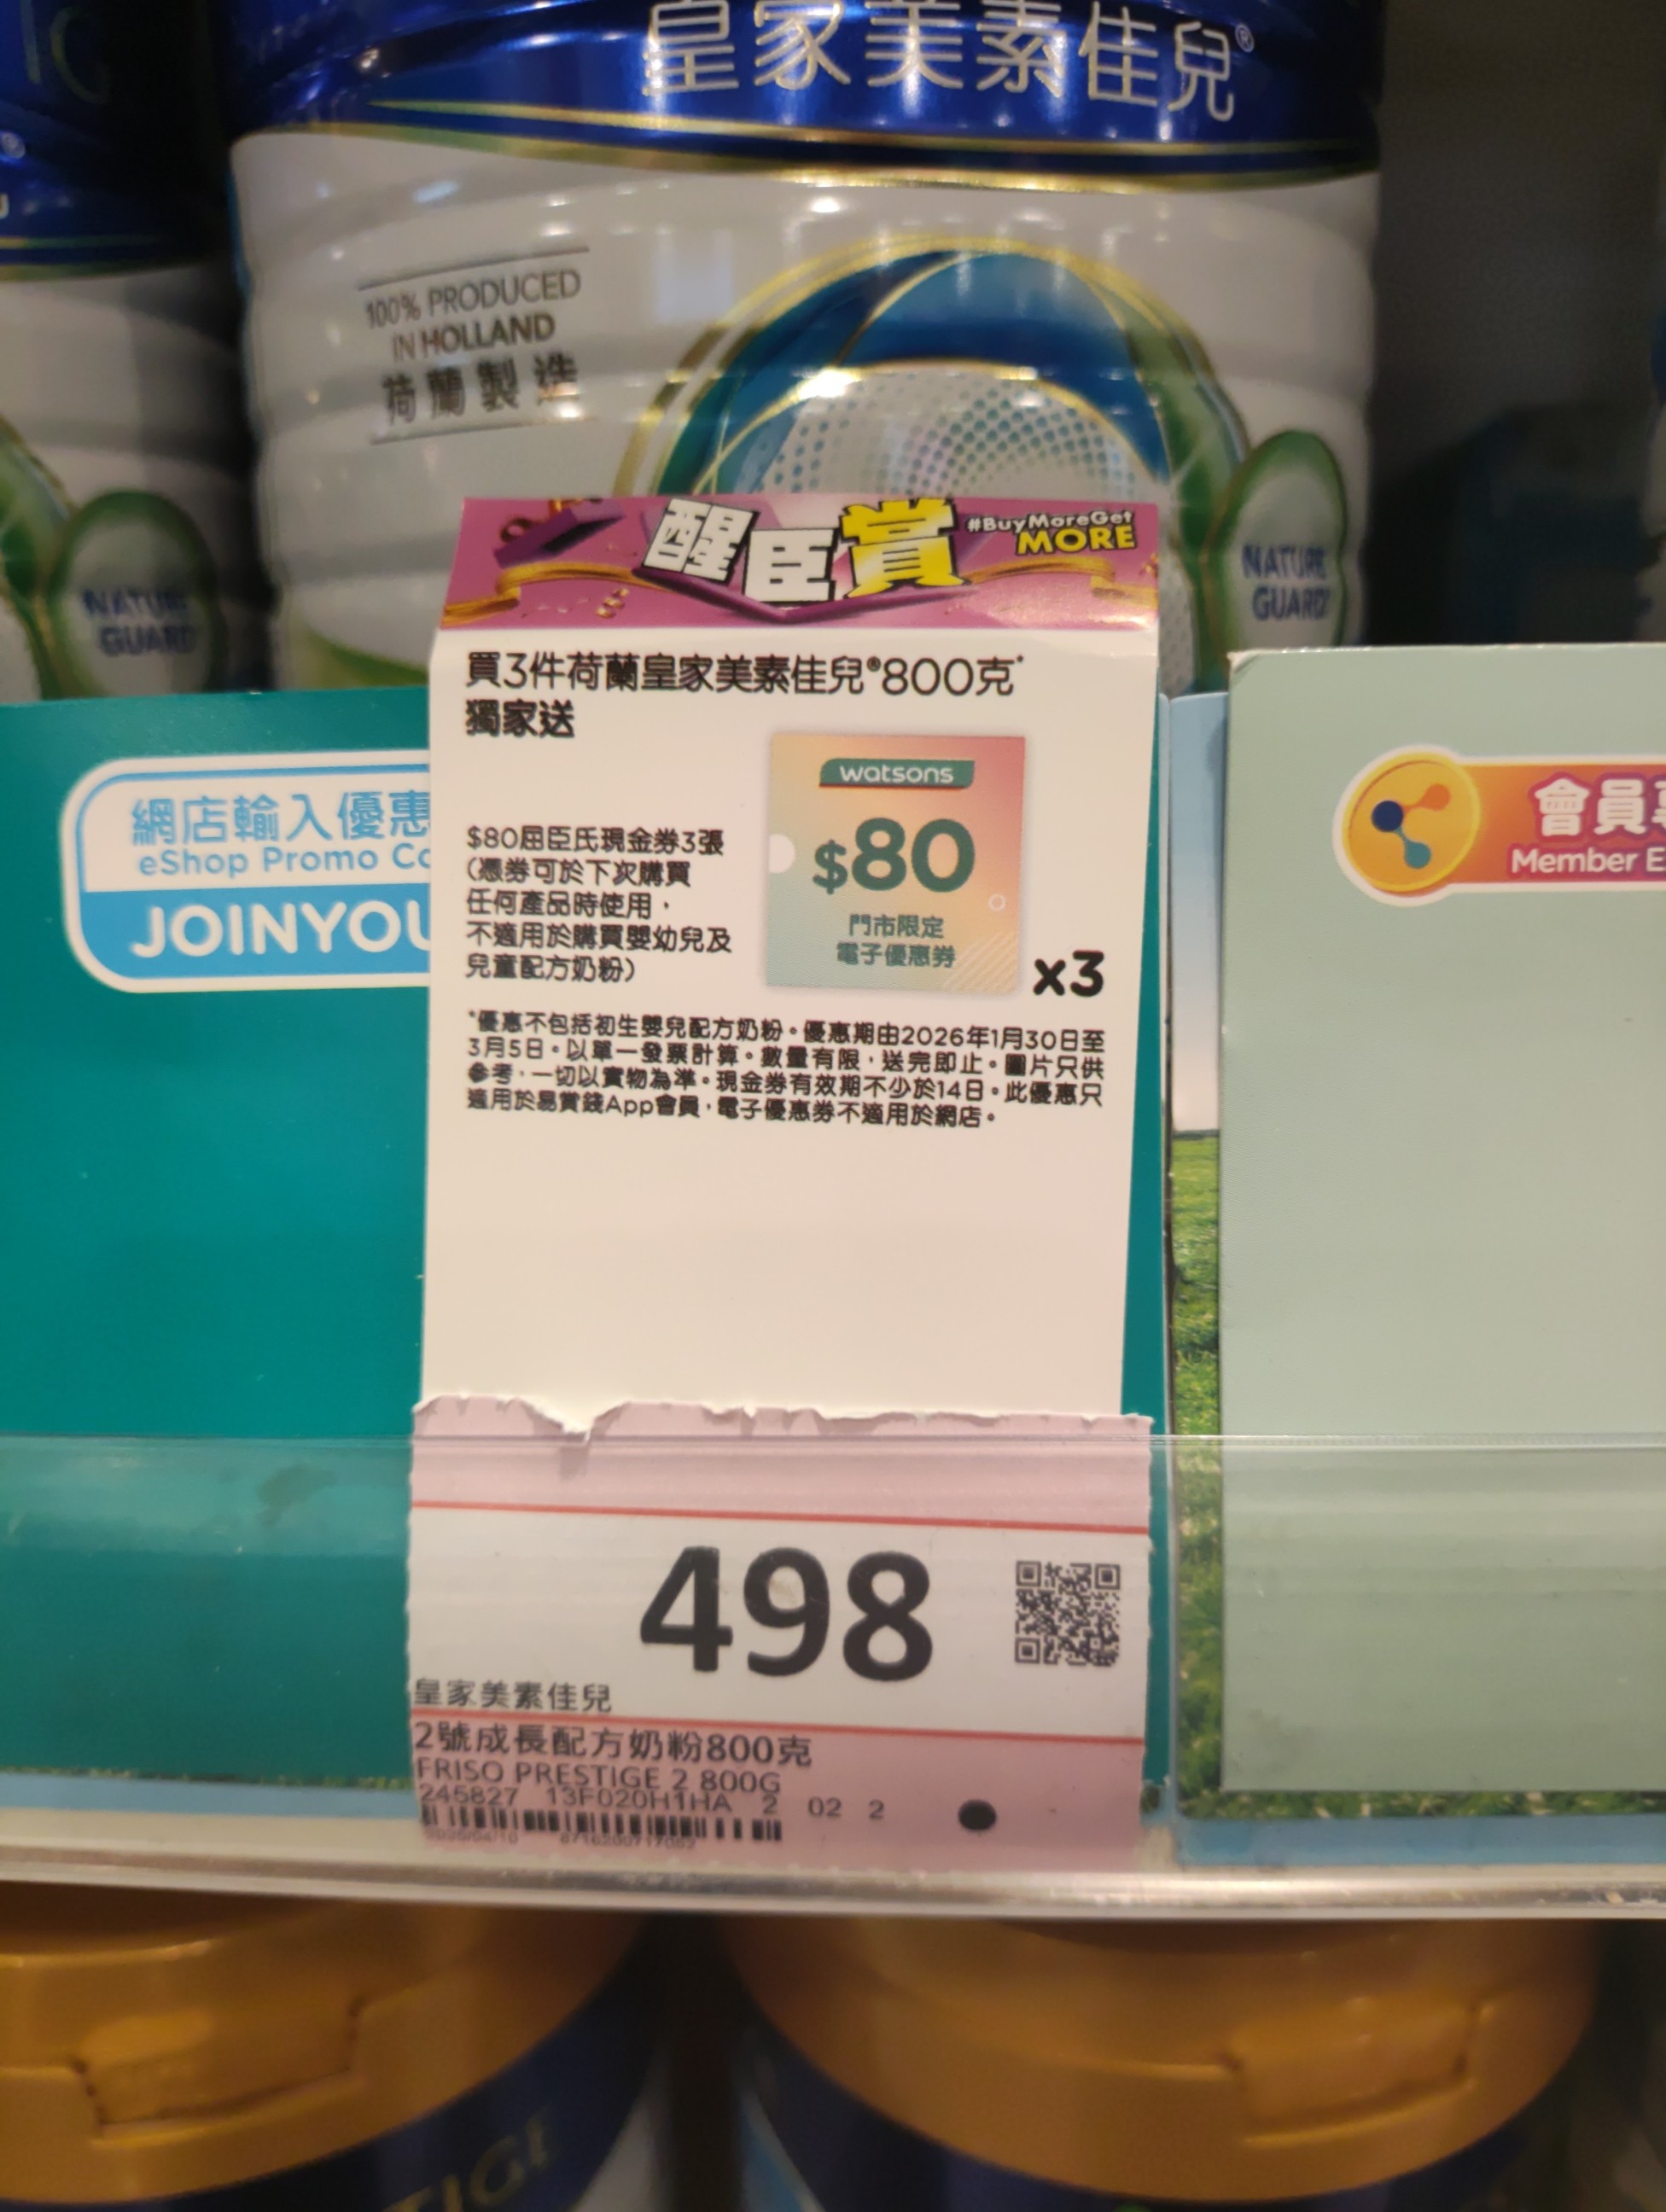 皇家美素佳兒®
100% PRODUCED
IN HOLLAND
荷蘭製造
NATURE
GUARD
NATURE
GUARD
醒臣賞
#BuyMoreGet
MORE
買3件荷蘭皇家美素佳兒®800克*
獨家送
$80屈臣氏現金券3張
(憑券可於下次購買
任何產品時使用，
不適用於購買嬰幼兒及
兒童配方奶粉)
watsons
$80
門市限定
電子優惠券
x3
*優惠不包括初生嬰兒配方奶粉。優惠期由2026年1月30日至
3月5日。以單一發票計算。數量有限，送完即止。圖片只供
參考，一切以實物為準。現金券有效期不少於14日。此優惠只
適用於易賞錢App會員，電子優惠券不適用於網店。
網店輸入優惠
eShop Promo
JOINYOU
會員
Member
498
皇家美素佳兒
2號成長配方奶粉800克
FRISO PRESTIGE 2 800G
245827 13F020H1HA 2 02 2